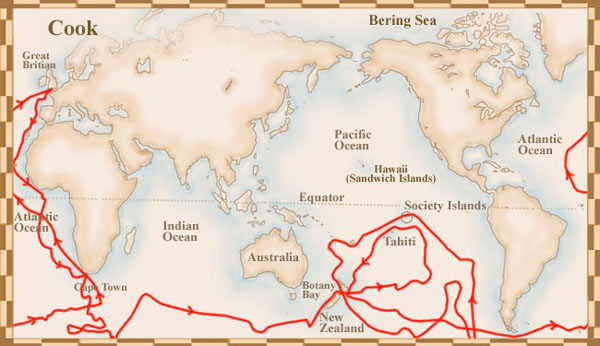 Cook
Bering Sea
Great
Britian
Pacific
Ocean
Atlantic
Ocean
Hawaii
(Sandwich Islands)
Equator
Society Islands
Atlantic
Ocean
Indian
Ocean
Tahiti
Australia
Cape Town
Botany
Bay
New
Zealand